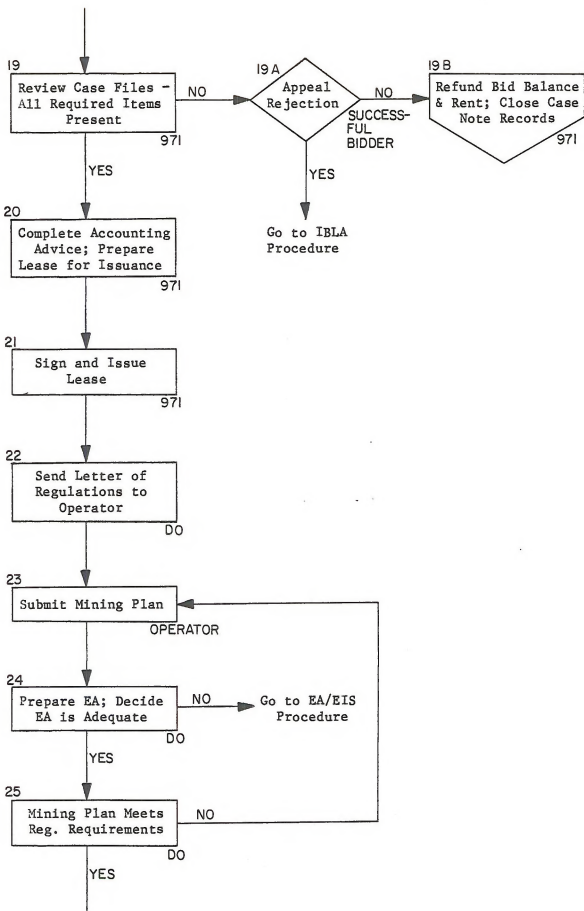 19
Review Case Files -
All Required Items
Present
971
NO
19A
Appeal
Rejection
SUCCESS-
FUL
BIDDER
NO
19B
Refund Bid Balance
& Rent; Close Case
Note Records
971
YES
YES
Go to IBLA
Procedure
20
Complete Accounting
Advice; Prepare
Lease for Issuance
971
21
Sign and Issue
Lease
971
22
Send Letter of
Regulations to
Operator
DO
23
Submit Mining Plan
OPERATOR
24
Prepare EA; Decide
EA is Adequate
DO
NO
Go to EA/EIS
Procedure
YES
25
Mining Plan Meets
Reg. Requirements
DO
NO
YES